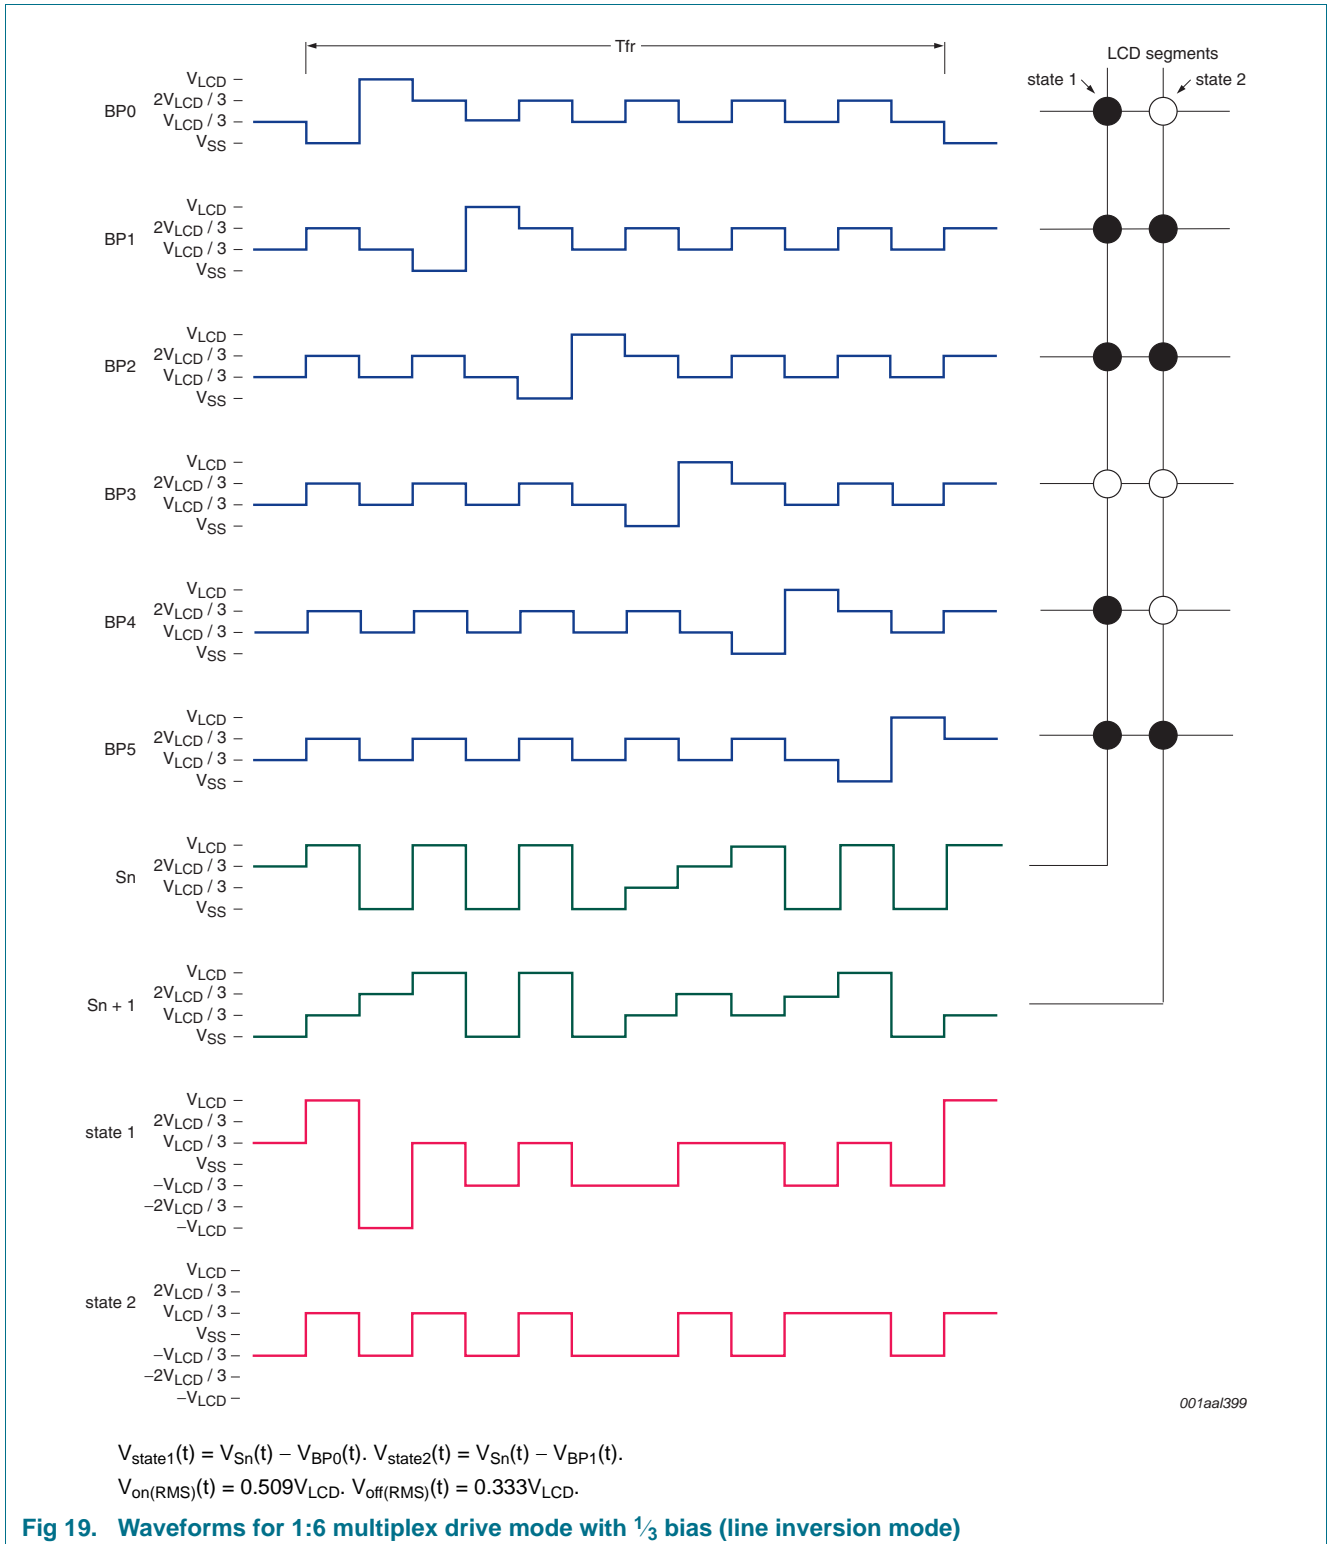 Tfr
LCD segments
state 1
state 2
BP0
VLCD
2VLCD / 3
VLCD / 3
VSS
BP1
VLCD
2VLCD / 3
VLCD / 3
VSS
BP2
VLCD
2VLCD / 3
VLCD / 3
VSS
BP3
VLCD
2VLCD / 3
VLCD / 3
VSS
BP4
VLCD
2VLCD / 3
VLCD / 3
VSS
BP5
VLCD
2VLCD / 3
VLCD / 3
VSS
Sn
VLCD
2VLCD / 3
VLCD / 3
VSS
Sn + 1
VLCD
2VLCD / 3
VLCD / 3
VSS
state 1
VLCD
2VLCD / 3
VLCD / 3
VSS
−VLCD / 3
−2VLCD / 3
−VLCD
state 2
VLCD
2VLCD / 3
VLCD / 3
VSS
−VLCD / 3
−2VLCD / 3
−VLCD
001aal399
Vstate1(t) = VSn(t) − VBP0(t). Vstate2(t) = VSn(t) − VBP1(t).
Von(RMS)(t) = 0.509VLCD. Voff(RMS)(t) = 0.333VLCD.
Fig 19. Waveforms for 1:6 multiplex drive mode with 1⁄3 bias (line inversion mode)